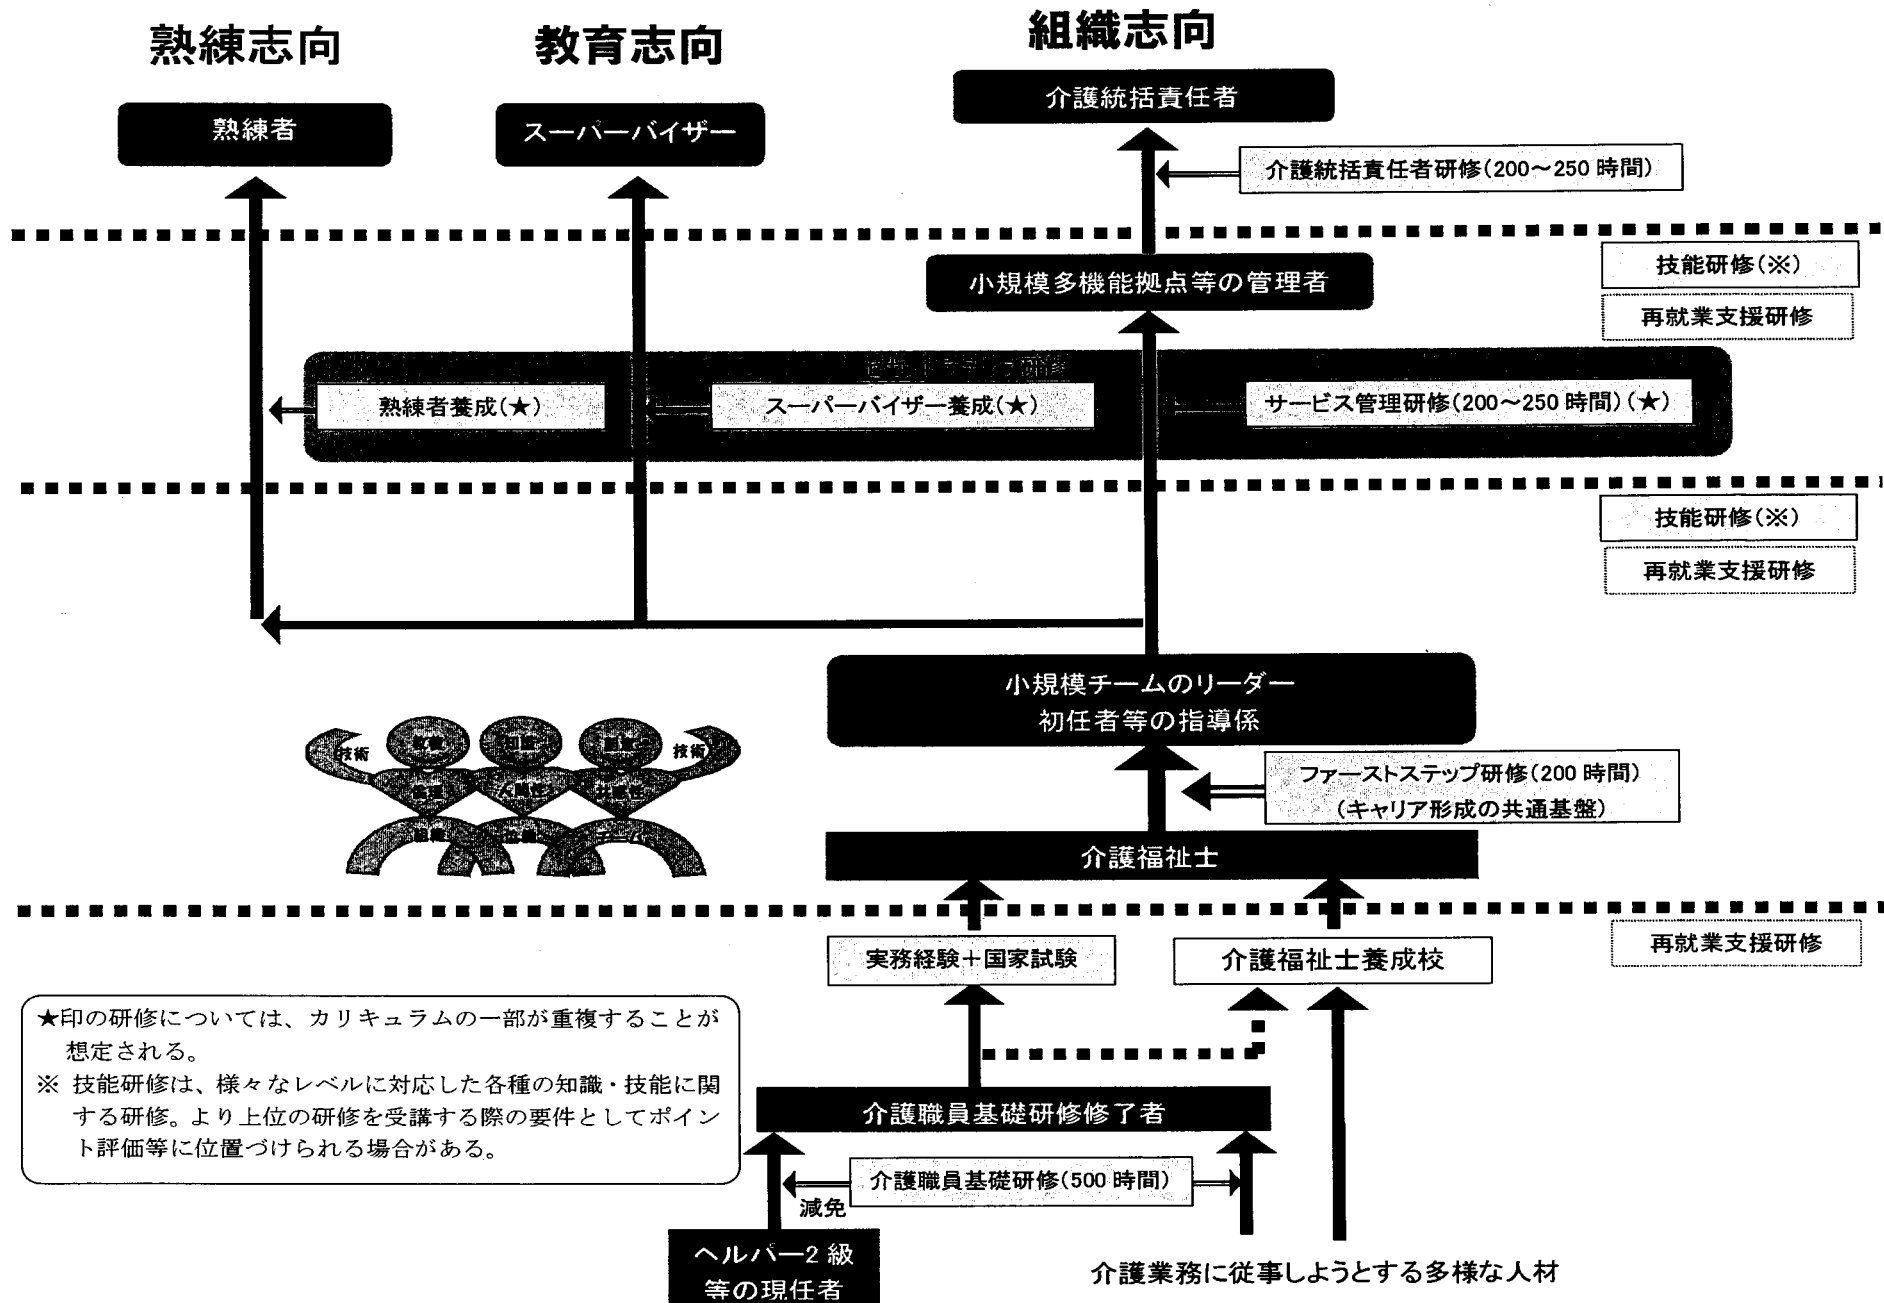 熟練志向
教育志向
組織志向
熟練者
スーパーバイザー
介護統括責任者
介護統括責任者研修(200～250 時間)
小規模多機能拠点等の管理者
技能研修(※)
再就業支援研修
熟練者養成(★)
スーパーバイザー養成(★)
サービス管理研修(200～250 時間)(★)
技能研修(※)
再就業支援研修
小規模チームのリーダー
初任者等の指導係
技術
技術
人間性
チーム
ファーストステップ研修(200 時間)
(キャリア形成の共通基盤)
介護福祉士
実務経験＋国家試験
介護福祉士養成校
再就業支援研修
★印の研修については、カリキュラムの一部が重複することが
想定される。
※ 技能研修は、様々なレベルに対応した各種の知識・技能に関
する研修。より上位の研修を受講する際の要件としてポイン
ト評価等に位置づけられる場合がある。
介護職員基礎研修修了者
介護職員基礎研修(500 時間)
減免
ヘルパー2 級
等の現任者
介護業務に従事しようとする多様な人材